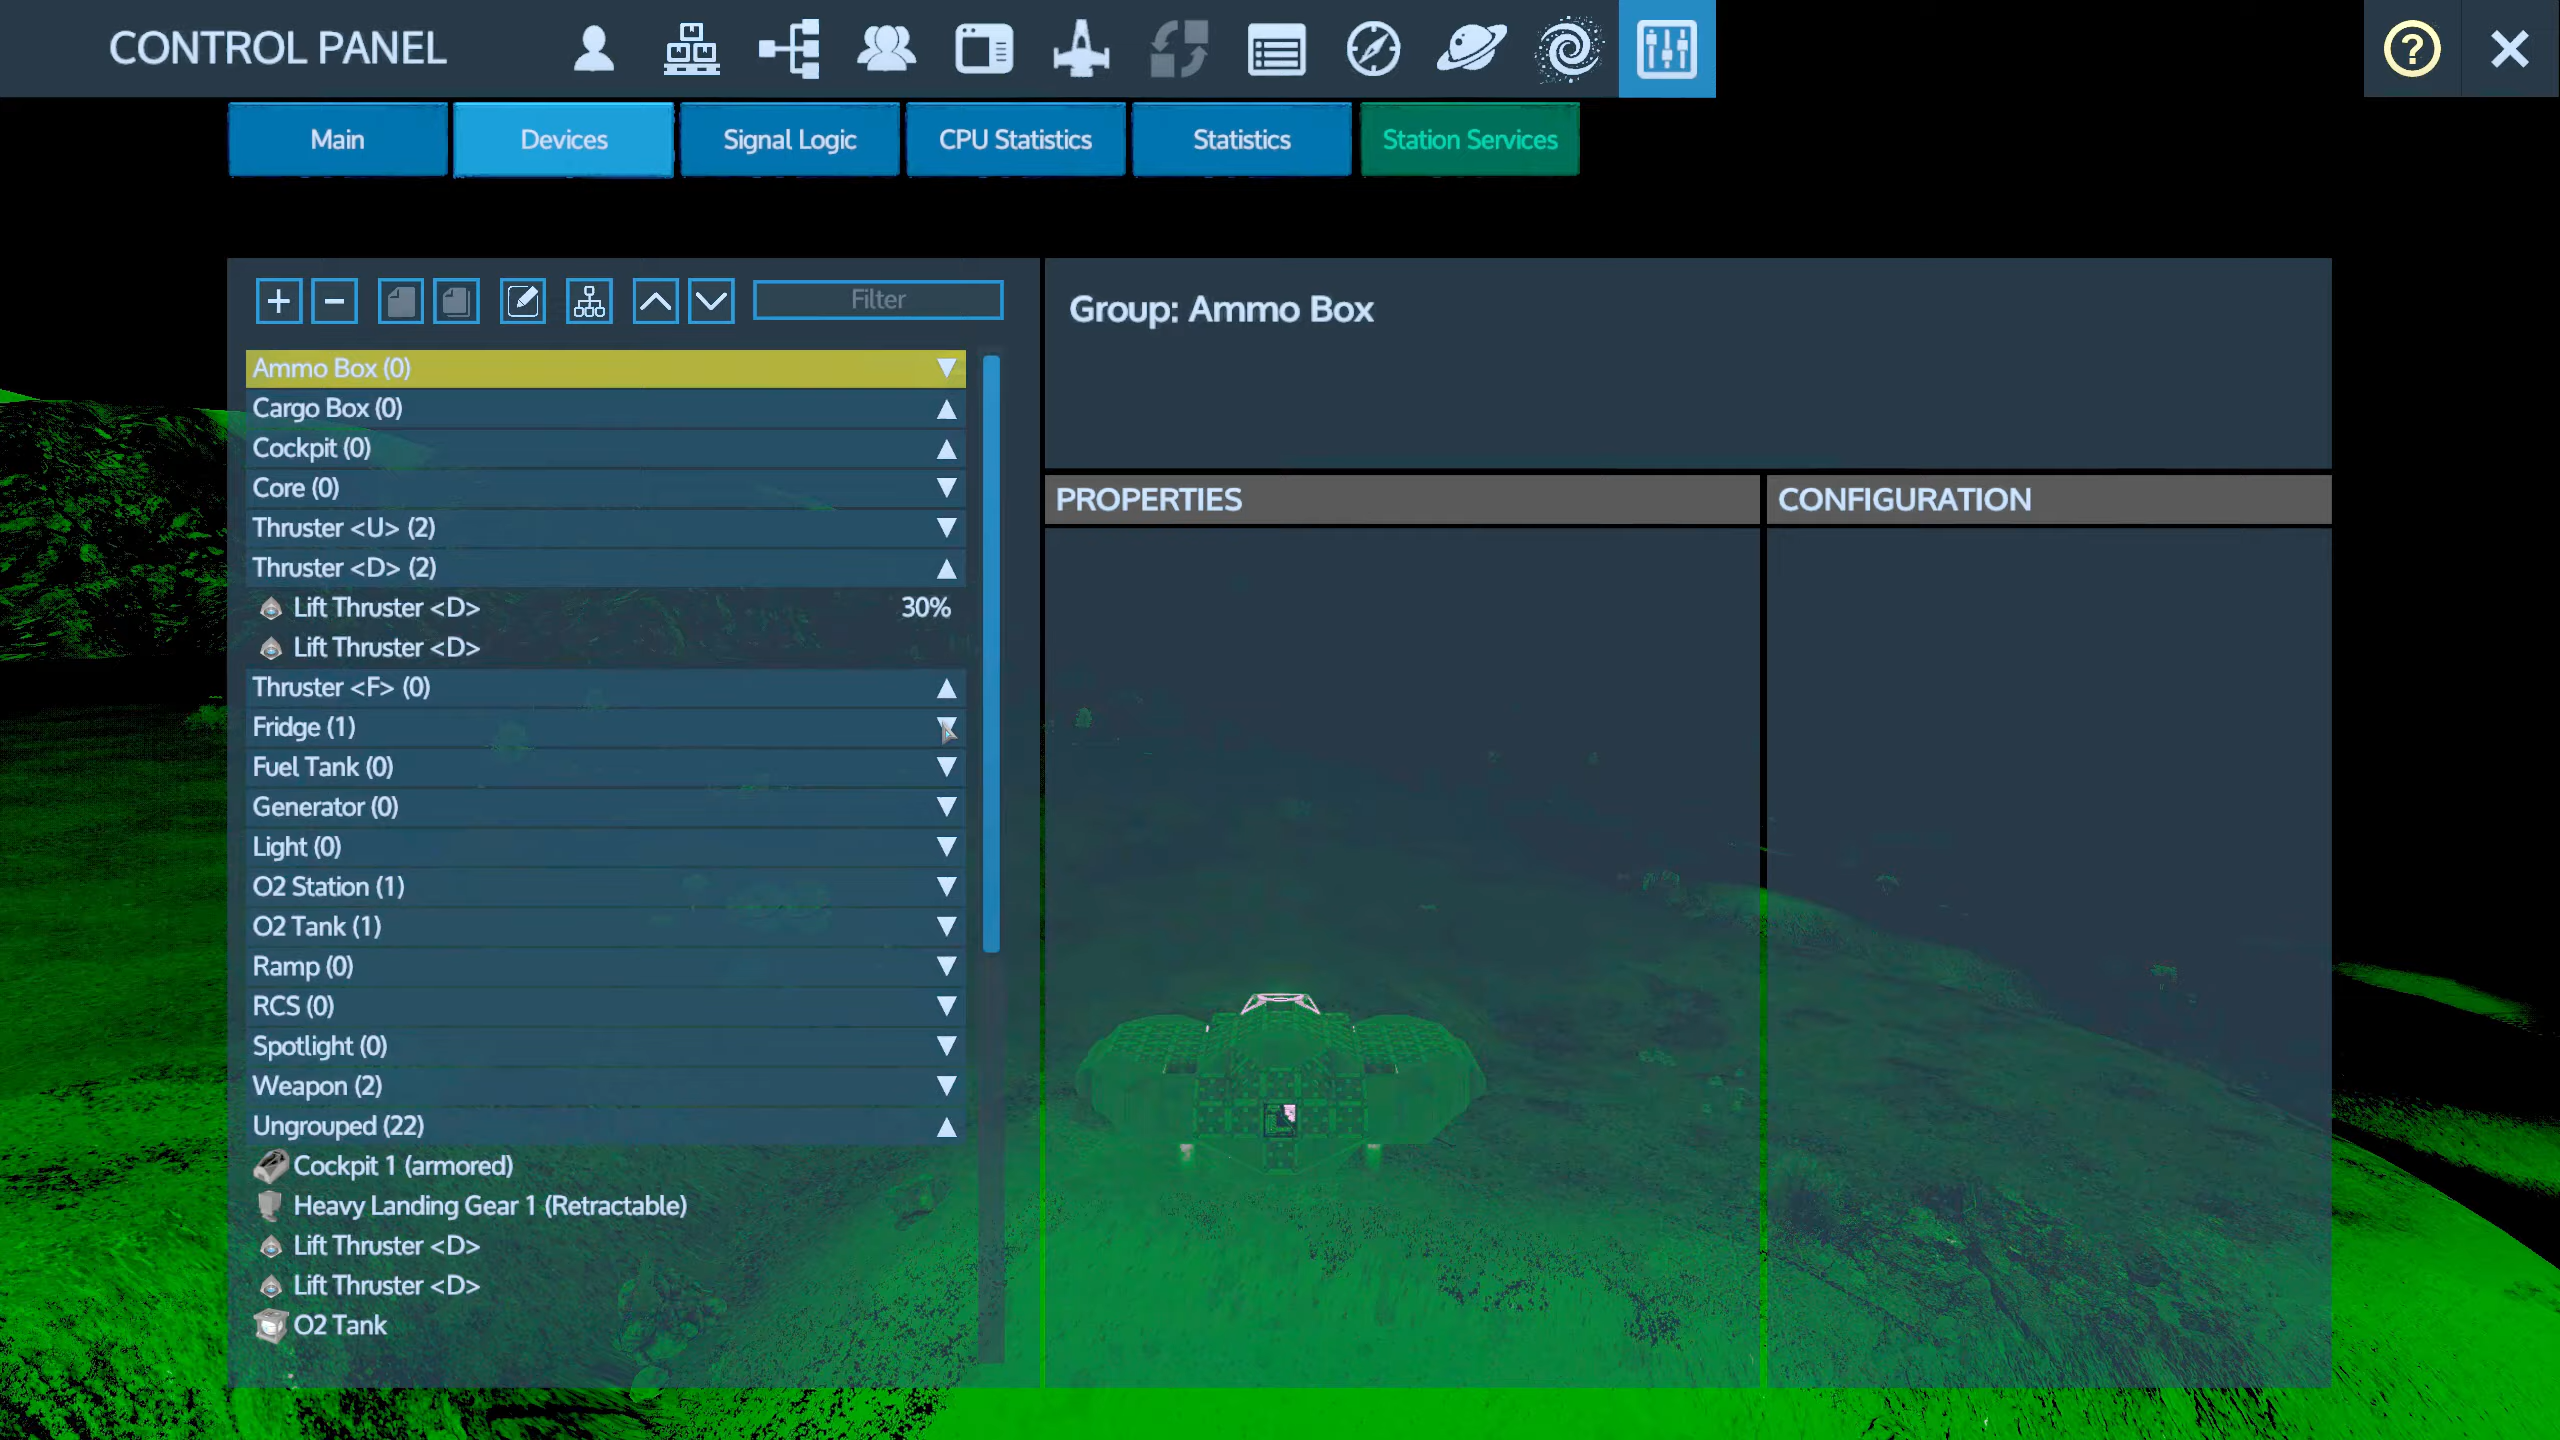 CONTROL PANEL
?
Main
Devices
Signal Logic
CPU Statistics
Statistics
Station Services
Filter
Group: Ammo Box
Ammo Box (0)
Cargo Box (0)
Cockpit (0)
Core (0)
PROPERTIES
CONFIGURATION
Thruster <U> (2)
Thruster <D> (2)
Lift Thruster <D> 30%
Lift Thruster <D>
Thruster <F> (0)
Fridge (1)
Fuel Tank (0)
Generator (0)
Light (0)
O2 Station (1)
O2 Tank (1)
Ramp (0)
RCS (0)
Spotlight (0)
Weapon (2)
Ungrouped (22)
Cockpit 1 (armored)
Heavy Landing Gear 1 (Retractable)
Lift Thruster <D>
Lift Thruster <D>
O2 Tank